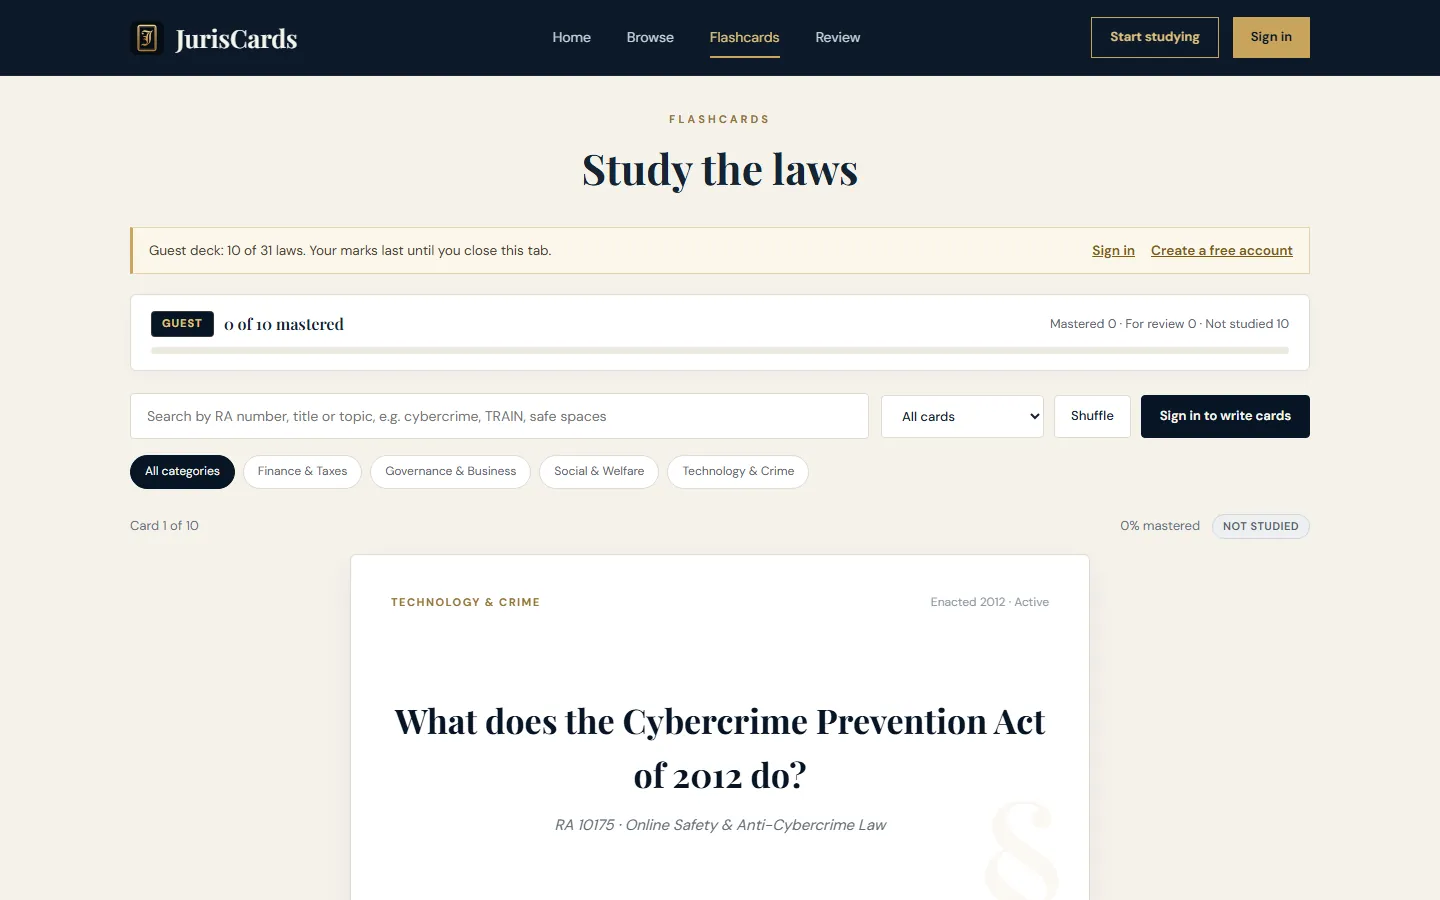 JurisCards
Home
Browse
Flashcards
Review
Start studying
Sign in
FLASHCARDS
Study the laws
Guest deck: 10 of 31 laws. Your marks last until you close this tab.
Sign in
Create a free account
GUEST
0 of 10 mastered
Mastered 0 · For review 0 · Not studied 10
Search by RA number, title or topic, e.g. cybercrime, TRAIN, safe spaces
All cards
Shuffle
Sign in to write cards
All categories
Finance & Taxes
Governance & Business
Social & Welfare
Technology & Crime
Card 1 of 10
0% mastered
NOT STUDIED
TECHNOLOGY & CRIME
Enacted 2012 · Active
What does the Cybercrime Prevention Act
of 2012 do?
RA 10175 · Online Safety & Anti-Cybercrime Law
§